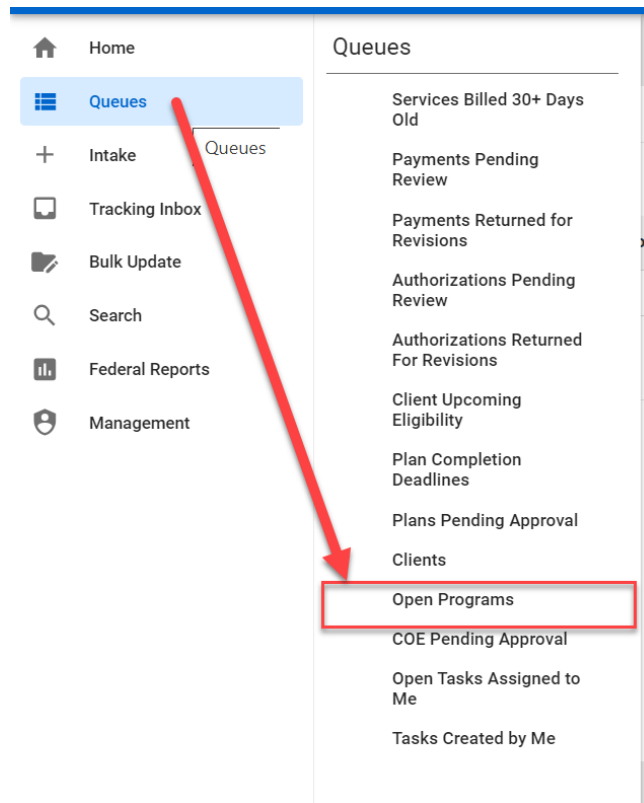 Home
Queues
Queues
Intake
Tracking Inbox
Bulk Update
Search
Federal Reports
Management
Queues
Services Billed 30+ Days
Old
Payments Pending
Review
Payments Returned for
Revisions
Authorizations Pending
Review
Authorizations Returned
For Revisions
Client Upcoming
Eligibility
Plan Completion
Deadlines
Plans Pending Approval
Clients
Open Programs
COE Pending Approval
Open Tasks Assigned to
Me
Tasks Created by Me